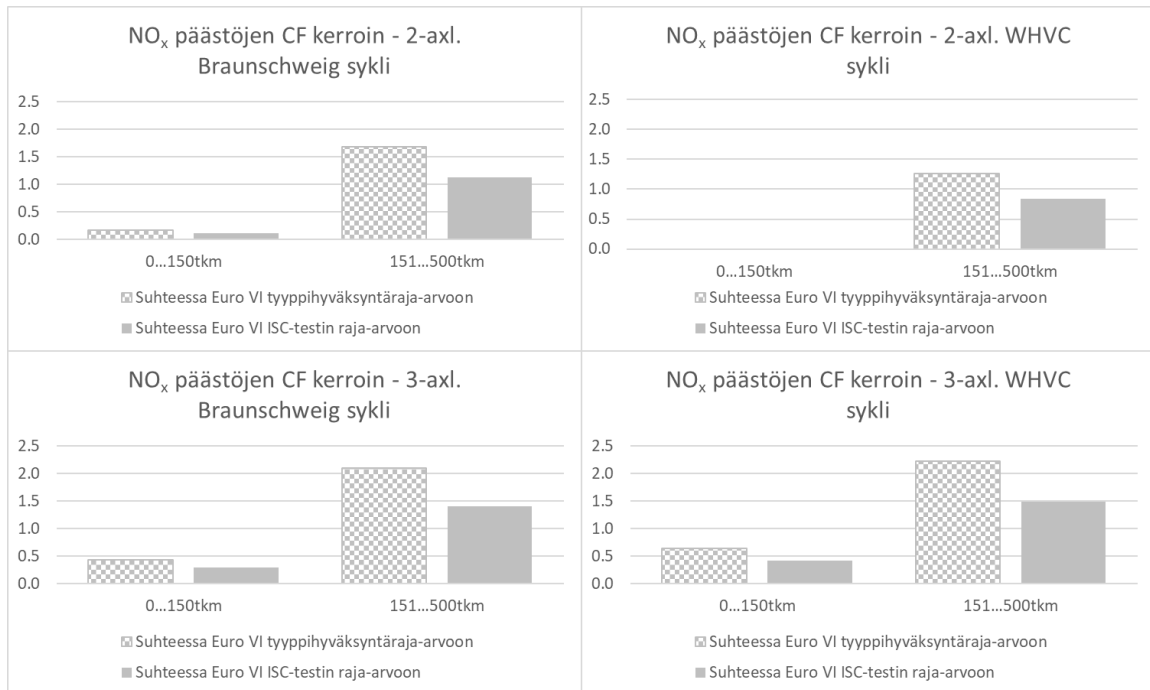 NOx päästöjen CF kerroin - 2-axl.
Braunschweig sykli
2.5
2.0
1.5
1.0
0.5
0.0
0...150tkm 151...500tkm
Suhteessa Euro VI tyyppihyväksyntäraja-arvoon
Suhteessa Euro VI ISC-testin raja-arvoon
NOx päästöjen CF kerroin - 2-axl. WHVC
sykli
2.5
2.0
1.5
1.0
0.5
0.0
0...150tkm 151...500tkm
Suhteessa Euro VI tyyppihyväksyntäraja-arvoon
Suhteessa Euro VI ISC-testin raja-arvoon
NOx päästöjen CF kerroin - 3-axl.
Braunschweig sykli
2.5
2.0
1.5
1.0
0.5
0.0
0...150tkm 151...500tkm
Suhteessa Euro VI tyyppihyväksyntäraja-arvoon
Suhteessa Euro VI ISC-testin raja-arvoon
NOx päästöjen CF kerroin - 3-axl. WHVC
sykli
2.5
2.0
1.5
1.0
0.5
0.0
0...150tkm 151...500tkm
Suhteessa Euro VI tyyppihyväksyntäraja-arvoon
Suhteessa Euro VI ISC-testin raja-arvoon